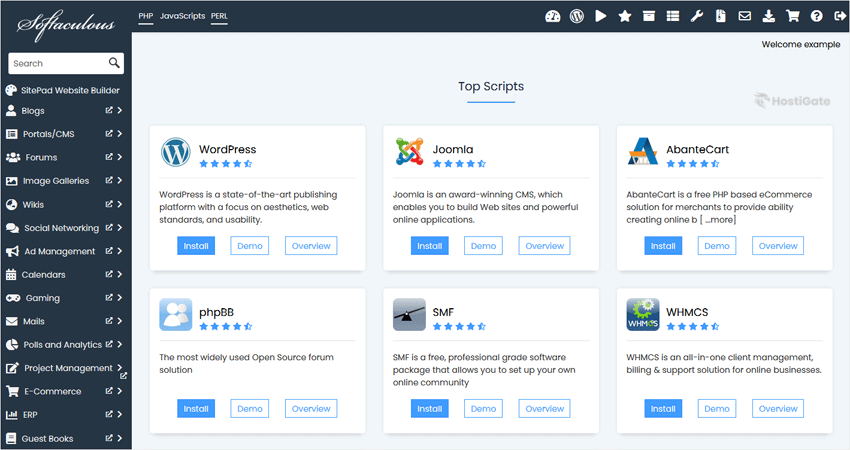 Softaculous
PHP JavaScripts PERL
Welcome example
Search
SitePad Website Builder
Blogs
Portals/CMS
Forums
Image Galleries
Wikis
Social Networking
Ad Management
Calendars
Gaming
Mails
Polls and Analytics
Project Management
E-Commerce
ERP
Guest Books
Top Scripts
HostiGate
WordPress
WordPress is a state-of-the-art publishing
platform with a focus on aesthetics, web
standards, and usability.
Install Demo Overview
Joomla
Joomla is an award-winning CMS, which
enables you to build Web sites and powerful
online applications.
Install Demo Overview
AbanteCart
AbanteCart is a free PHP based eCommerce
solution for merchants to provide ability
creating online b [ ...more]
Install Demo Overview
phpBB
The most widely used Open Source forum
solution
Install Demo Overview
SMF
SMF is a free, professional grade software
package that allows you to set up your own
online community
Install Demo Overview
WHMCS
WHMCS
WHMCS is an all-in-one client management,
billing & support solution for online businesses.
Install Demo Overview